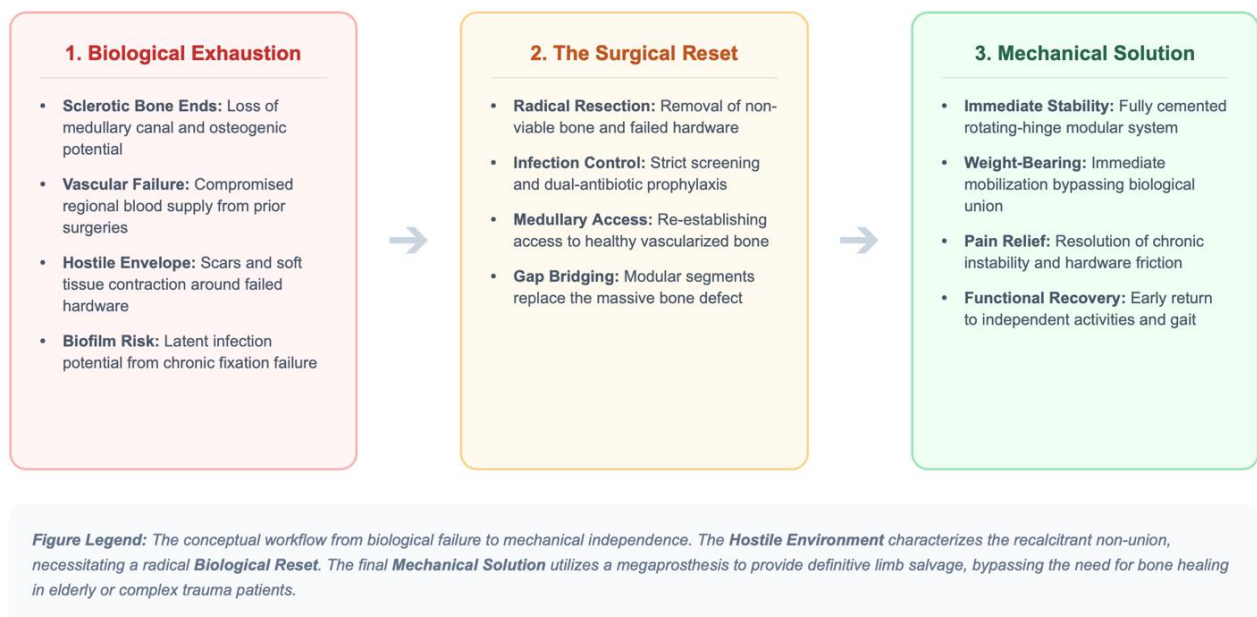 1. Biological Exhaustion
• Sclerotic Bone Ends: Loss of
medullary canal and osteogenic
potential
• Vascular Failure: Compromised
regional blood supply from prior
surgeries
• Hostile Envelope: Scars and soft
tissue contraction around failed
hardware
• Biofilm Risk: Latent infection
potential from chronic fixation failure
2. The Surgical Reset
• Radical Resection: Removal of non-
viable bone and failed hardware
• Infection Control: Strict screening
and dual-antibiotic prophylaxis
• Medullary Access: Re-establishing
access to healthy vascularized bone
• Gap Bridging: Modular segments
replace the massive bone defect
3. Mechanical Solution
• Immediate Stability: Fully cemented
rotating-hinge modular system
• Weight-Bearing: Immediate
mobilization bypassing biological
union
• Pain Relief: Resolution of chronic
instability and hardware friction
• Functional Recovery: Early return
to independent activities and gait
Figure Legend: The conceptual workflow from biological failure to mechanical independence. The Hostile Environment characterizes the recalcitrant non-union,
necessitating a radical Biological Reset. The final Mechanical Solution utilizes a megaprosthesis to provide definitive limb salvage, bypassing the need for bone healing
in elderly or complex trauma patients.